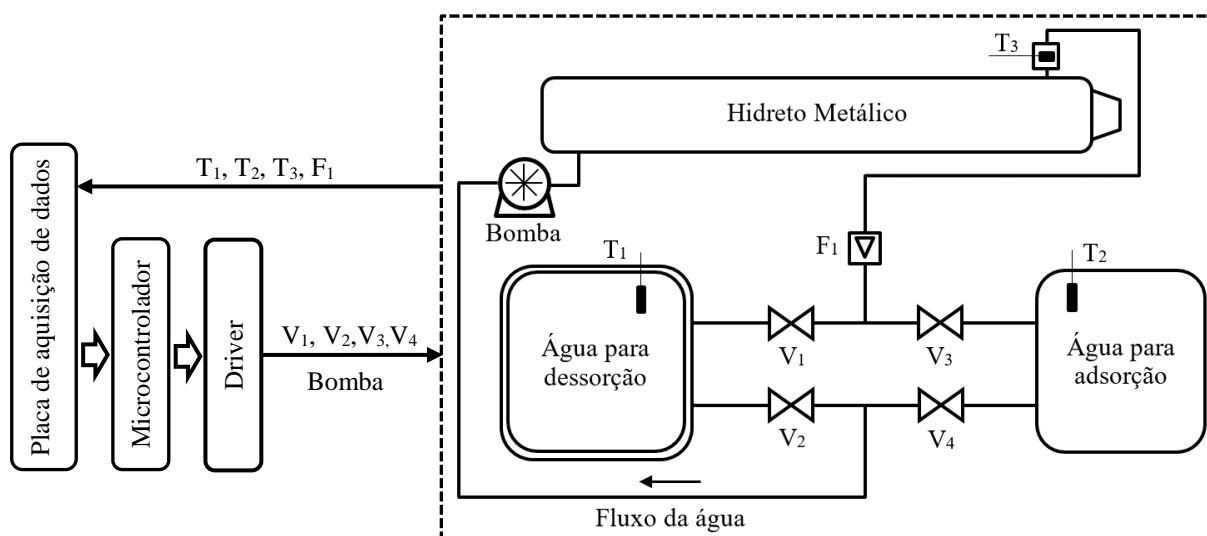 T₃
Hidreto Metálico
T₁, T₂, T₃, F₁
Placa de aquisição de dados
Microcontrolador
Driver
V₁, V₂,V₃,V₄
Bomba
Bomba
T₁
F₁
T₂
Água para
dessorção
V₁
V₃
Água para
adsorção
V₂
V₄
Fluxo da água